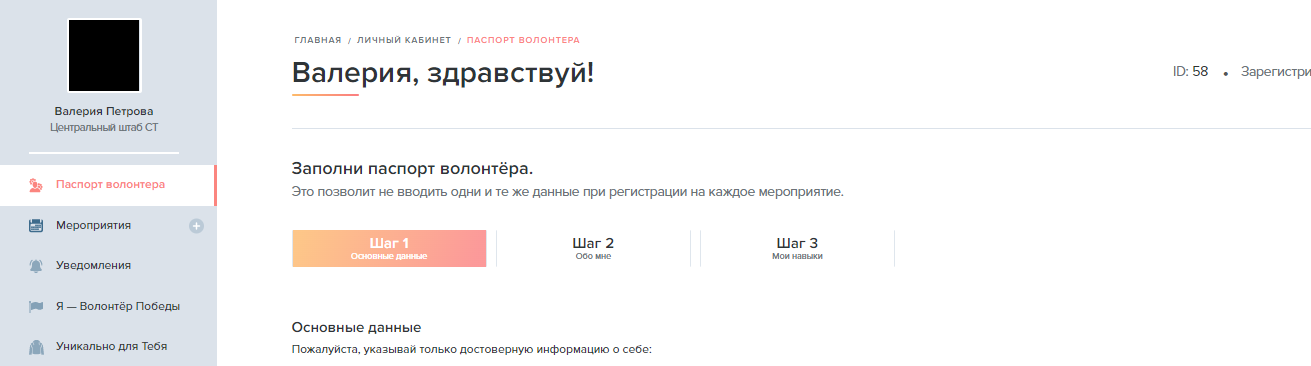 ГЛАВНАЯ / ЛИЧНЫЙ КАБИНЕТ / ПАСПОРТ ВОЛОНТЕРА
Валерия, здравствуй!
ID: 58 • Зарегистри
Валерия Петрова
Центральный штаб СТ
Паспорт волонтера
Мероприятия
Уведомления
Я — Волонтёр Победы
Уникально для Тебя
Заполни паспорт волонтёра.
Это позволит не вводить одни и те же данные при регистрации на каждое мероприятие.
Шаг 1
Основные данные
Шаг 2
Обо мне
Шаг 3
Мои навыки
Основные данные
Пожалуйста, указывай только достоверную информацию о себе: